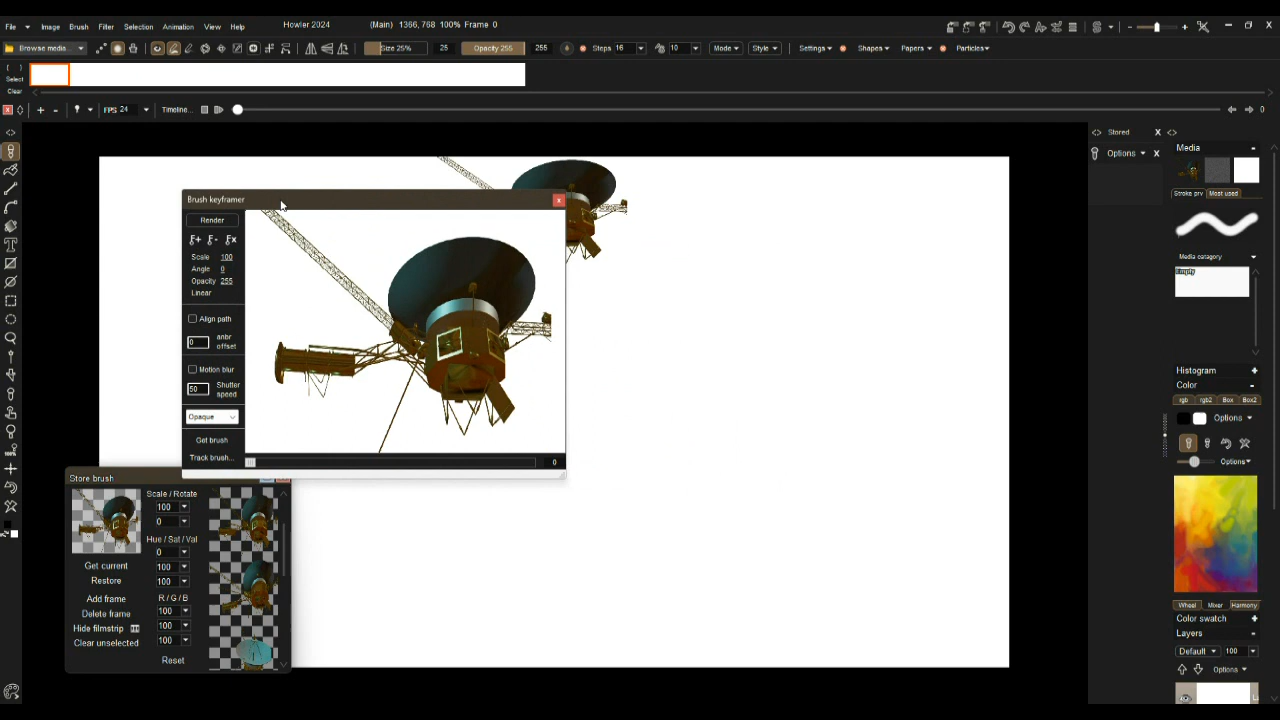 File Image Brush Filter Selection Animation View Help Howler 2024 (Main) 1366,768 100% Frame 0
Browse media... Size 25% 25 Opacity 255 255 Steps 16 10 Mode Style Settings Shapes Papers Particles
Select
Clear
FPS 24 Timeline... 0
Stored Media
Options
Stroke prv Most used
Media catagory
Empty
Histogram
Color
rgb rgb2 Box Box2
Options
Options
Wheel Mixer Harmony
Color swatch
Layers
Default 100
Options
Brush keyframer
Render
Scale 100
Angle 0
Opacity 255
Linear
Align path
0 anbr offset
Motion blur
50 Shutter speed
Opaque
Get brush
Track brush... 0
Store brush
Scale / Rotate
100
0
Hue / Sat / Val
0
Get current 100
Restore 100
Add frame R / G / B
Delete frame 100
Hide filmstrip 100
Clear unselected 100
Reset
100%